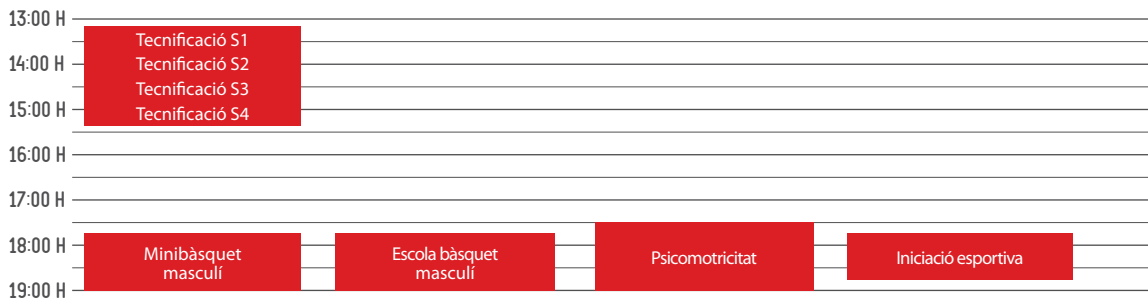 13:00 H
Tecnificació S1
14:00 H
Tecnificació S2
Tecnificació S3
15:00 H
Tecnificació S4
16:00 H
17:00 H
18:00 H
Minibàsquet
masculí
Escola bàsquet
masculí
Psicomotricitat
Iniciació esportiva
19:00 H